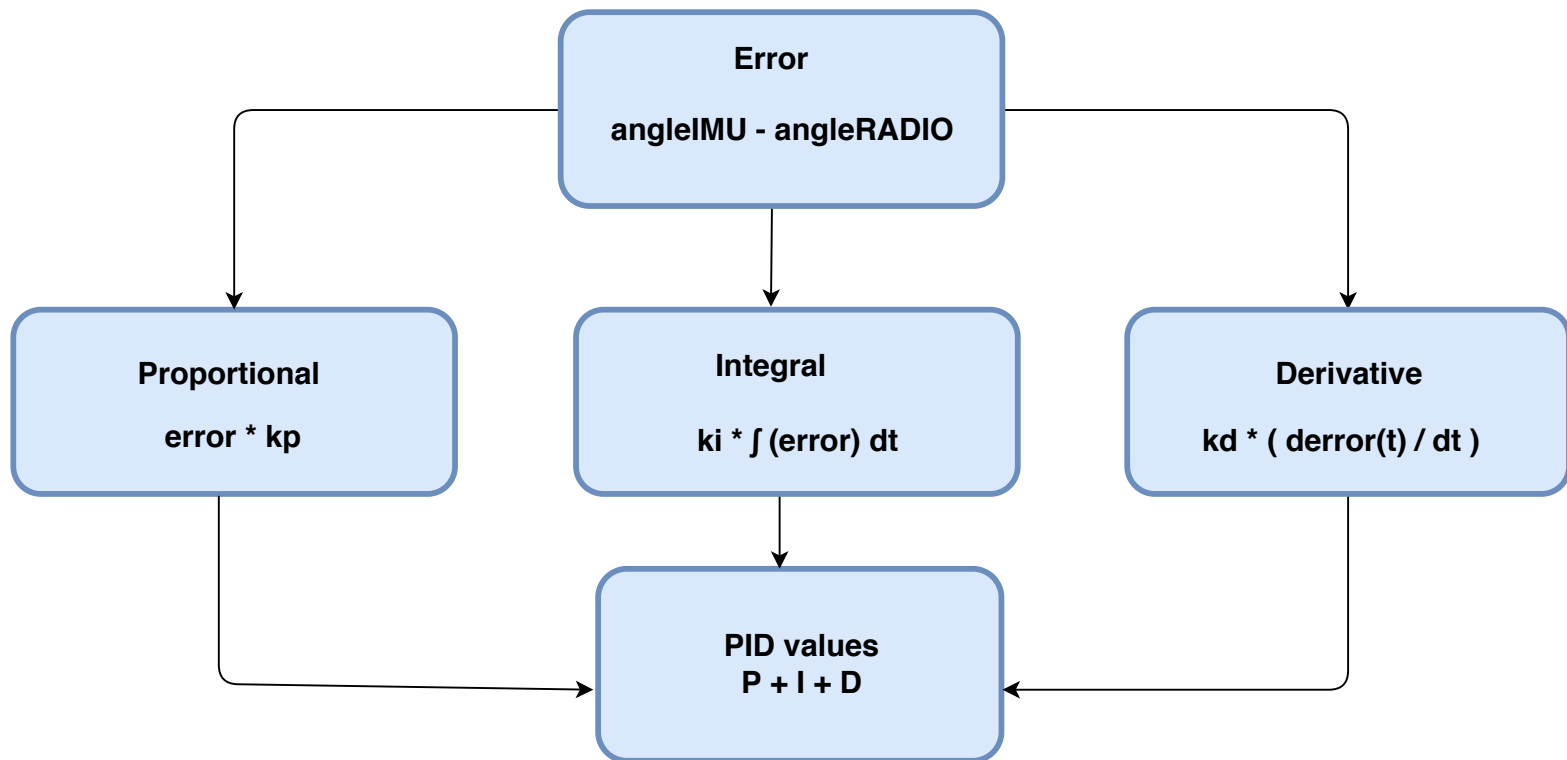 Error
angleIMU - angleRADIO
Proportional
error * kp
Integral
ki * ∫ (error) dt
Derivative
kd * ( derror(t) / dt )
PID values
P + I + D